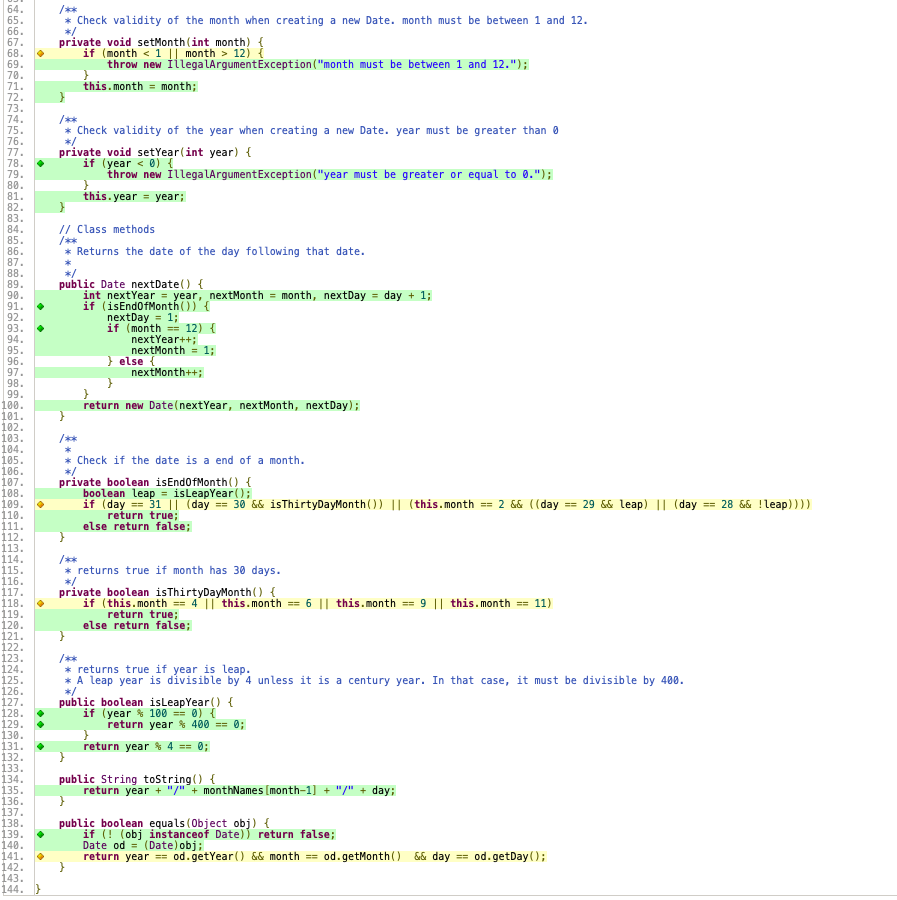 64.     /**
65.      * Check validity of the month when creating a new Date. month must be between 1 and 12.
66.      */
67.     private void setMonth(int month) {
68.         if (month < 1 || month > 12) {
69.             throw new IllegalArgumentException("month must be between 1 and 12.");
70.         }
71.         this.month = month;
72.     }
73.
74.     /**
75.      * Check validity of the year when creating a new Date. year must be greater than 0
76.      */
77.     private void setYear(int year) {
78.         if (year < 0) {
79.             throw new IllegalArgumentException("year must be greater or equal to 0.");
80.         }
81.         this.year = year;
82.     }
83.
84.     // Class methods
85.     /**
86.      * Returns the date of the day following that date.
87.      *
88.      */
89.     public Date nextDate() {
90.         int nextYear = year, nextMonth = month, nextDay = day + 1;
91.         if (isEndOfMonth()) {
92.             nextDay = 1;
93.             if (month == 12) {
94.                 nextYear++;
95.                 nextMonth = 1;
96.             } else {
97.                 nextMonth++;
98.             }
99.         }
100.         return new Date(nextYear, nextMonth, nextDay);
101.     }
102.
103.     /**
104.      *
105.      * Check if the date is a end of a month.
106.      */
107.     private boolean isEndOfMonth() {
108.         boolean leap = isLeapYear();
109.         if (day == 31 || (day == 30 && isThirtyDayMonth()) || (this.month == 2 && ((day == 29 && leap) || (day == 28 && !leap))))
110.             return true;
111.         else return false;
112.     }
113.
114.     /**
115.      * returns true if month has 30 days.
116.      */
117.     private boolean isThirtyDayMonth() {
118.         if (this.month == 4 || this.month == 6 || this.month == 9 || this.month == 11)
119.             return true;
120.         else return false;
121.     }
122.
123.     /**
124.      * returns true if year is leap.
125.      * A leap year is divisible by 4 unless it is a century year. In that case, it must be divisible by 400.
126.      */
127.     public boolean isLeapYear() {
128.         if (year % 100 == 0) {
129.             return year % 400 == 0;
130.         }
131.         return year % 4 == 0;
132.     }
133.
134.     public String toString() {
135.         return year + "/" + monthNames[month-1] + "/" + day;
136.     }
137.
138.     public boolean equals(Object obj) {
139.         if (! (obj instanceof Date)) return false;
140.         Date od = (Date)obj;
141.         return year == od.getYear() && month == od.getMonth()  && day == od.getDay();
142.     }
143.
144. }